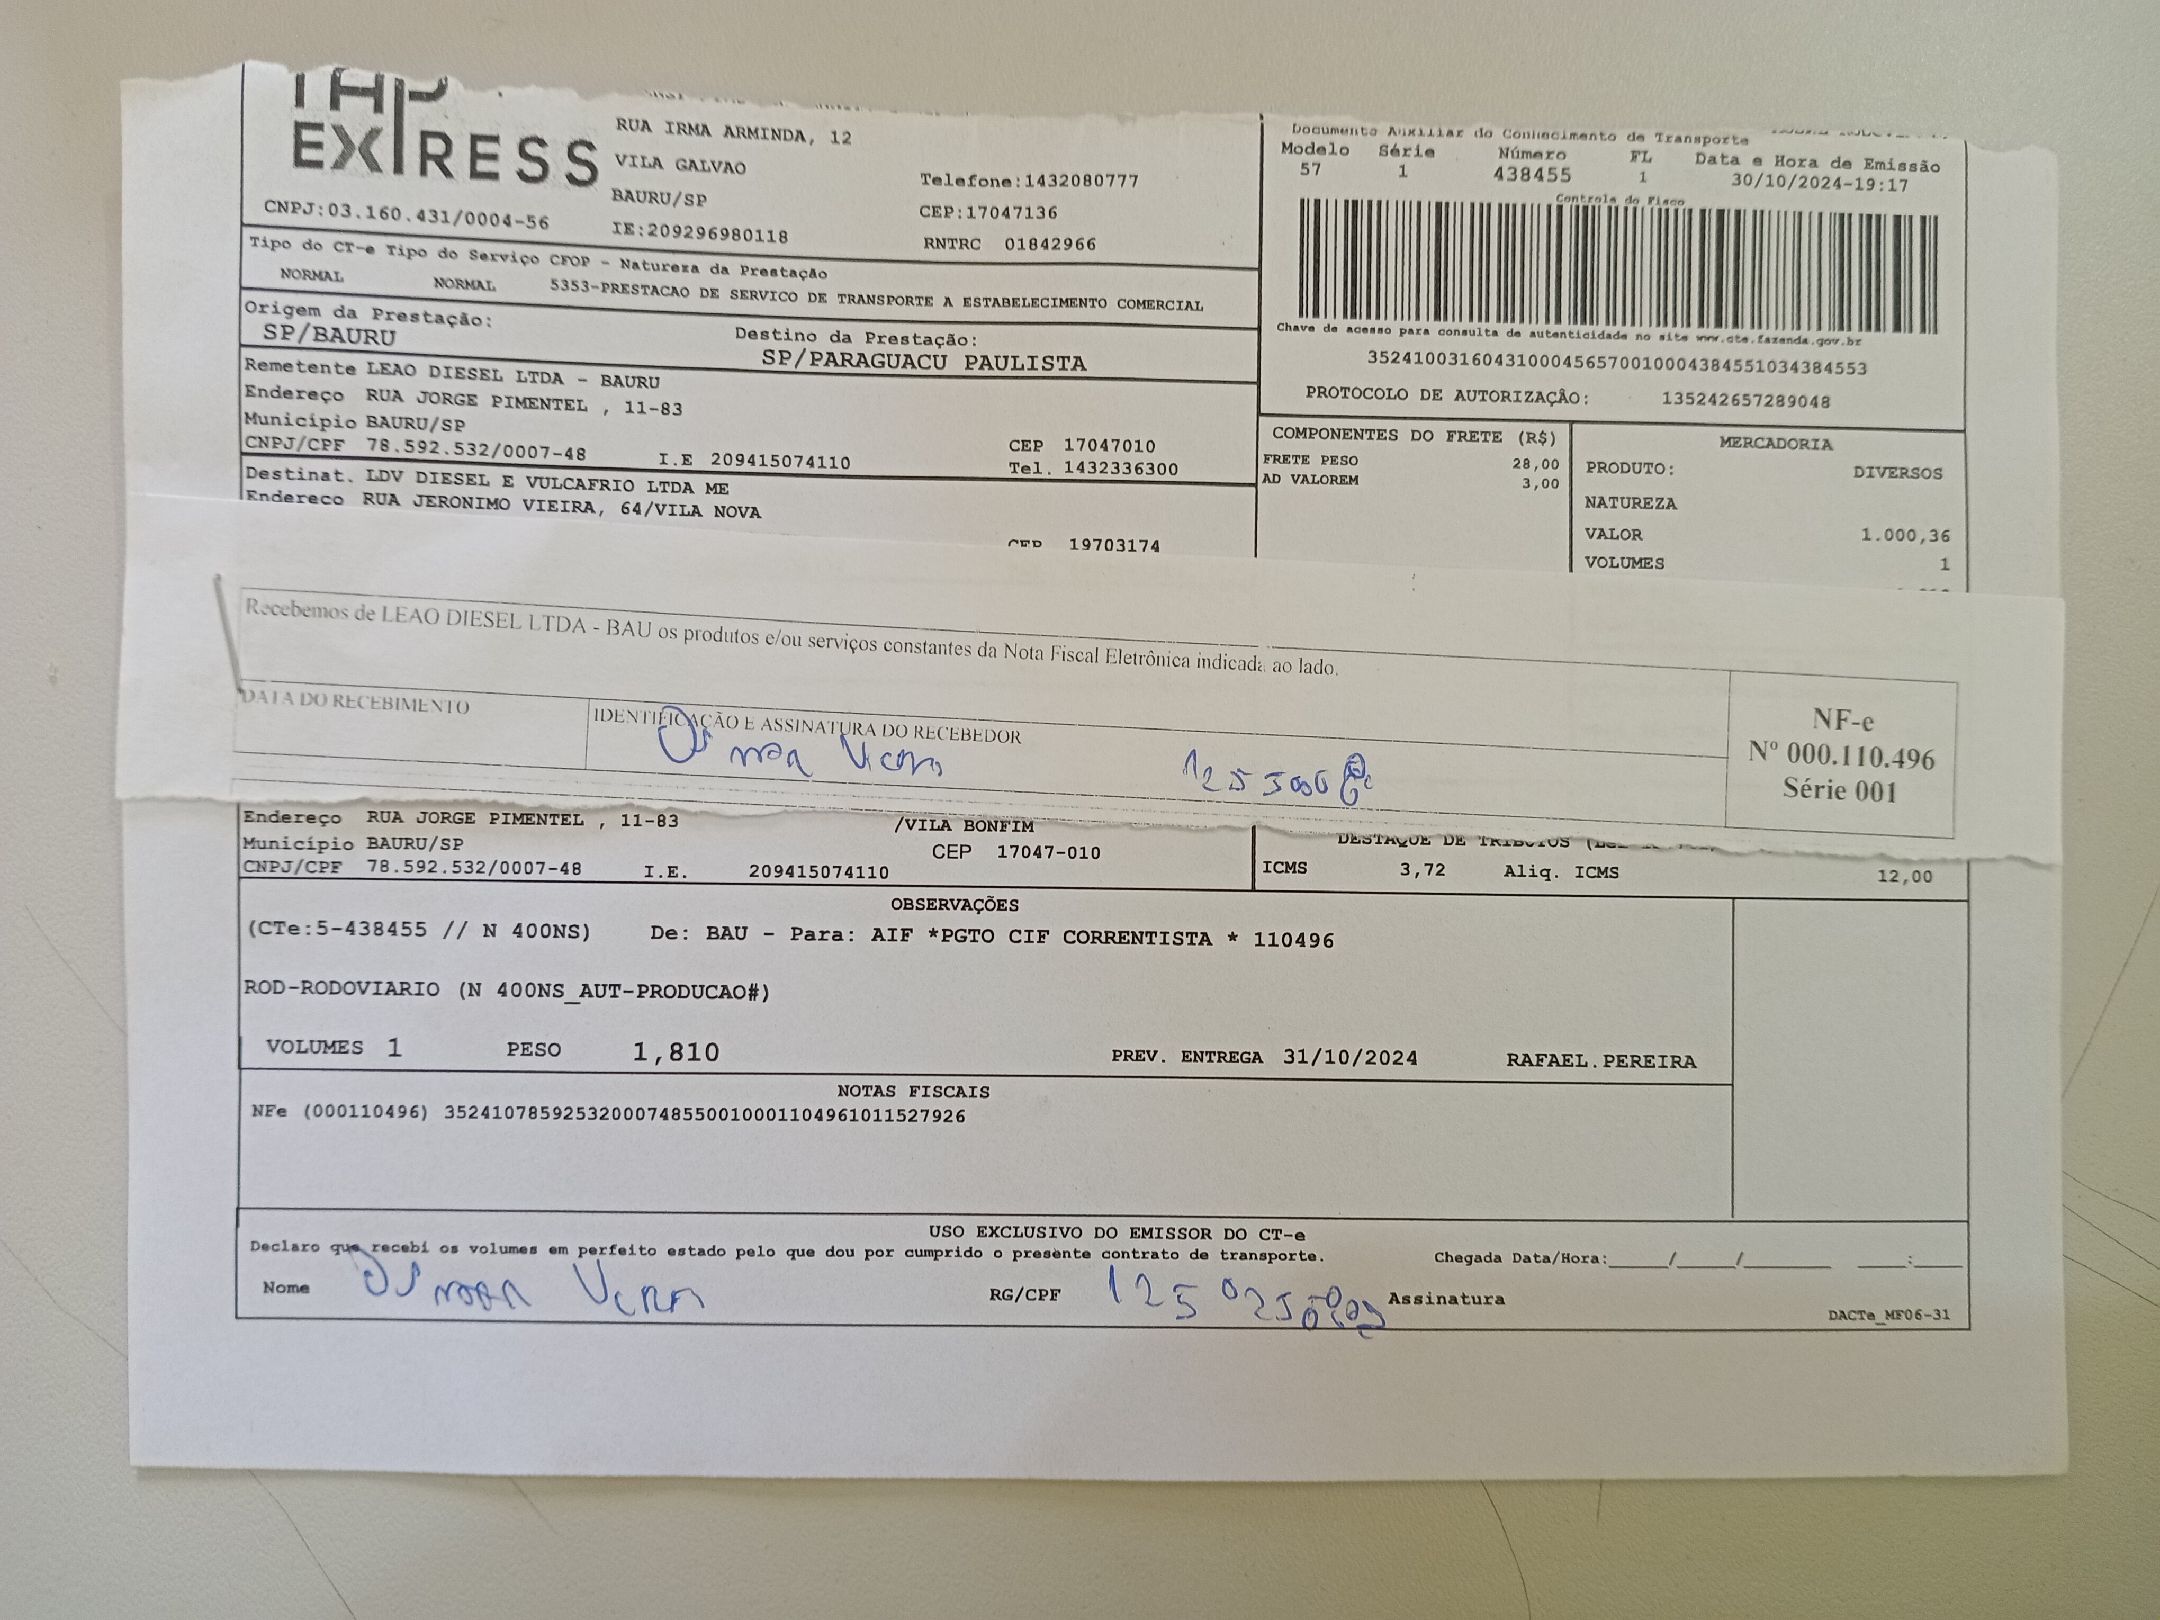 EXPRESS
RUA IRMA ARMINDA, 12
VILA GALVAO
BAURU/SP
Telefone:1432080777
CEP:17047136
CNPJ:03.160.431/0004-56
IE:209296980118
RNTRC 01842966
Documento Auxiliar do Conhecimento de Transporte
Modelo Série Número FL Data e Hora de Emissão
57 1 438455 1 30/10/2024-19:17
Controle do Fisco
Chave de acesso para consulta de autenticidade no site www.cte.fazenda.gov.br
35241003160431000456570010004384551034384553
PROTOCOLO DE AUTORIZAÇÃO: 135242657289048
Tipo do CT-e Tipo do Serviço CFOP - Natureza da Prestação
NORMAL NORMAL 5353-PRESTACAO DE SERVICO DE TRANSPORTE A ESTABELECIMENTO COMERCIAL
Origem da Prestação: Destino da Prestação:
SP/BAURU SP/PARAGUACU PAULISTA
Remetente LEAO DIESEL LTDA - BAURU
Endereço RUA JORGE PIMENTEL , 11-83
Município BAURU/SP CEP 17047010
CNPJ/CPF 78.592.532/0007-48 I.E 209415074110 Tel. 1432336300
Destinat. LDV DIESEL E VULCAFRIO LTDA ME
Endereço RUA JERONIMO VIEIRA, 64/VILA NOVA
CEP 19703174
COMPONENTES DO FRETE (R$)
FRETE PESO 28,00
AD VALOREM 3,00
MERCADORIA
PRODUTO: DIVERSOS
NATUREZA
VALOR 1.000,36
VOLUMES 1
Recebemos de LEAO DIESEL LTDA - BAU os produtos e/ou serviços constantes da Nota Fiscal Eletrônica indicada ao lado.
DATA DO RECEBIMENTO
IDENTIFICAÇÃO E ASSINATURA DO RECEBEDOR
NF-e
Nº 000.110.496
Série 001
Endereço RUA JORGE PIMENTEL , 11-83 /VILA BONFIM
Município BAURU/SP CEP 17047-010
CNPJ/CPF 78.592.532/0007-48 I.E. 209415074110
DESTAQUE DE TRIBUTOS
ICMS 3,72 Aliq. ICMS 12,00
OBSERVAÇÕES
(CTe:5-438455 // N 400NS) De: BAU - Para: AIF *PGTO CIF CORRENTISTA * 110496
ROD-RODOVIARIO (N 400NS_AUT-PRODUCAO#)
VOLUMES 1 PESO 1,810 PREV. ENTREGA 31/10/2024 RAFAEL.PEREIRA
NOTAS FISCAIS
NFe (000110496) 35241078592532000748550010001104961011527926
USO EXCLUSIVO DO EMISSOR DO CT-e
Declaro que recebi os volumes em perfeito estado pelo que dou por cumprido o presente contrato de transporte. Chegada Data/Hora:_____/_____/_______ ____:____
Nome RG/CPF Assinatura
DACTe_MF06-31